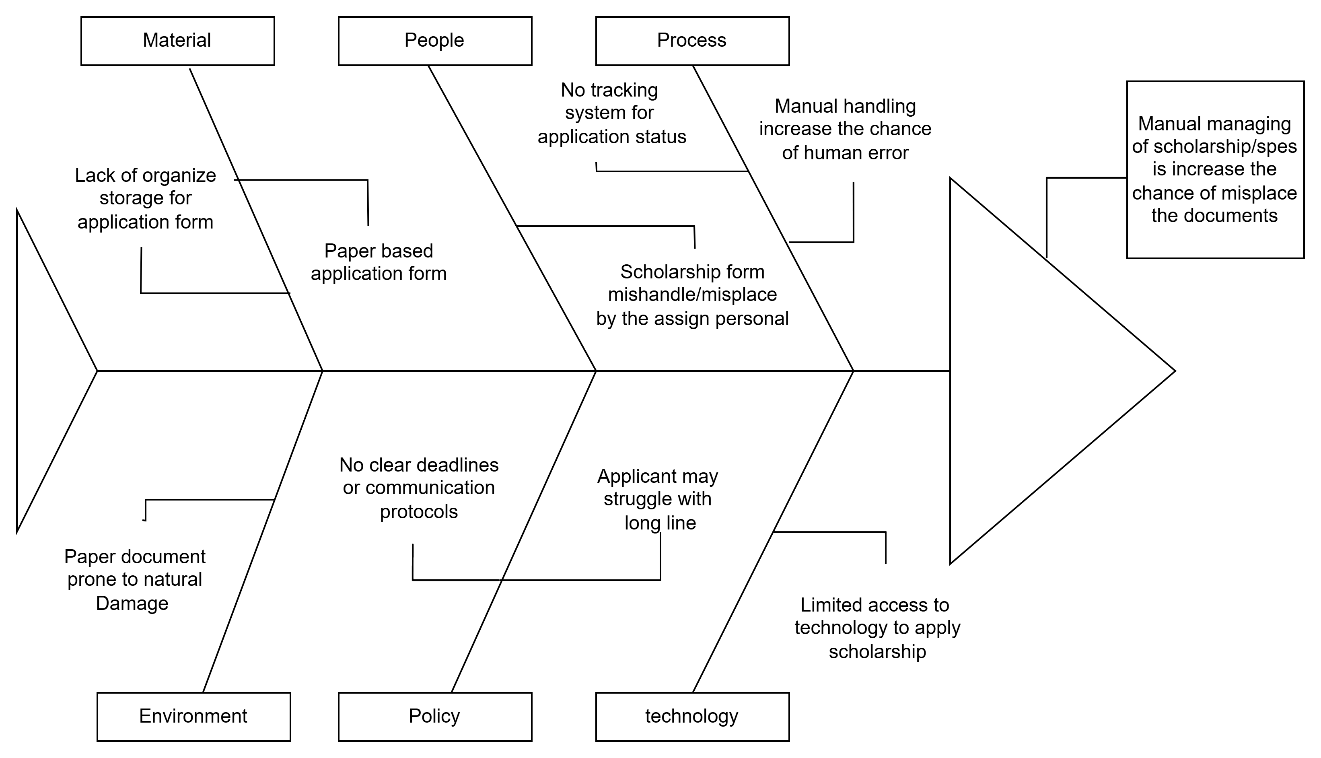 Material
People
Process
No tracking
system for
application status
Manual handling
increase the chance
of human error
Manual managing
of scholarship/spes
is increase the
chance of misplace
the documents
Lack of organize
storage for
application form
Paper based
application form
Scholarship form
mishandle/misplace
by the assign personal
No clear deadlines
or communication
protocols
Applicant may
struggle with
long line
Paper document
prone to natural
Damage
Limited access to
technology to apply
scholarship
Environment
Policy
technology